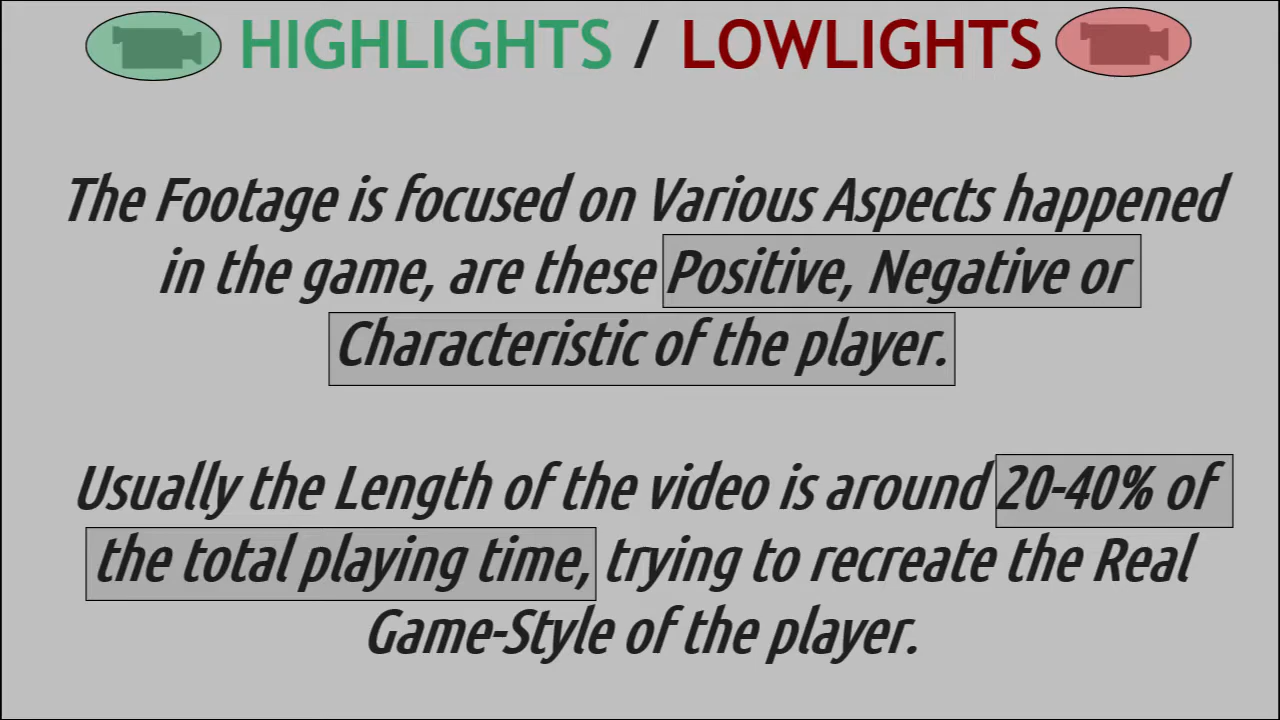 HIGHLIGHTS / LOWLIGHTS
The Footage is focused on Various Aspects happened
in the game, are these Positive, Negative or
Characteristic of the player.
Usually the Length of the video is around 20-40% of
the total playing time, trying to recreate the Real
Game-Style of the player.